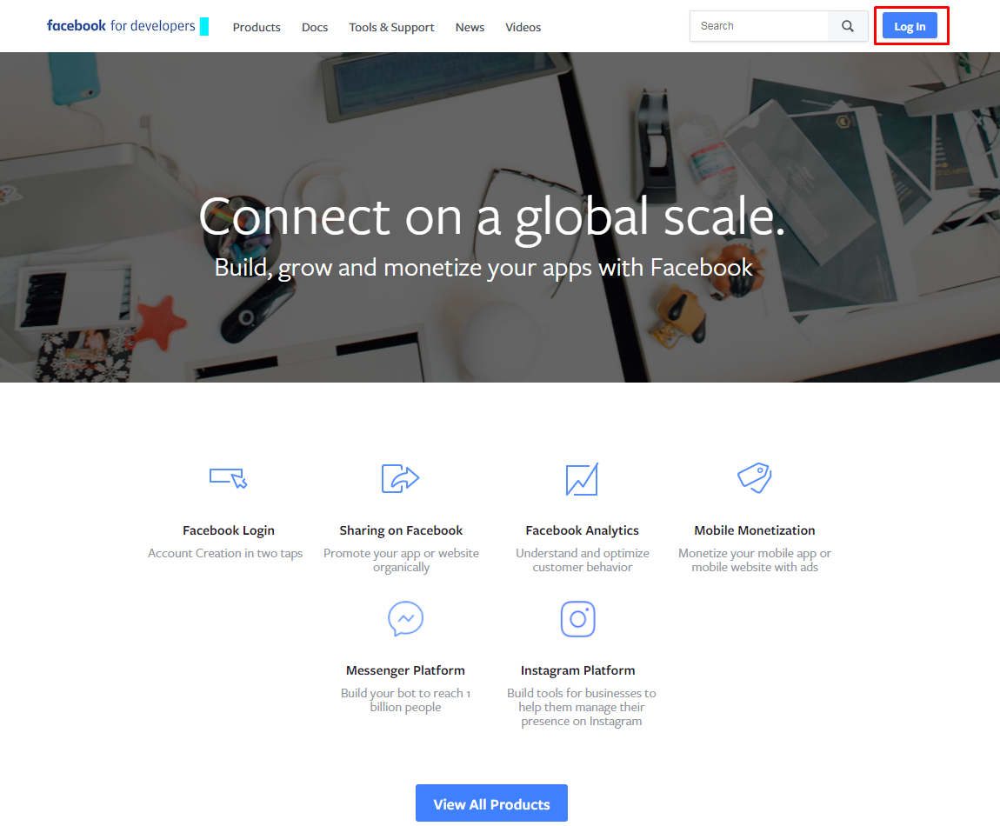 facebook for developers Products Docs Tools & Support News Videos Search Log In
Connect on a global scale.
Build, grow and monetize your apps with Facebook
Facebook Login
Account Creation in two taps
Sharing on Facebook
Promote your app or website
organically
Facebook Analytics
Understand and optimize
customer behavior
Mobile Monetization
Monetize your mobile app or
mobile website with ads
Messenger Platform
Build your bot to reach 1
billion people
Instagram Platform
Build tools for businesses to
help them manage their
presence on Instagram
View All Products